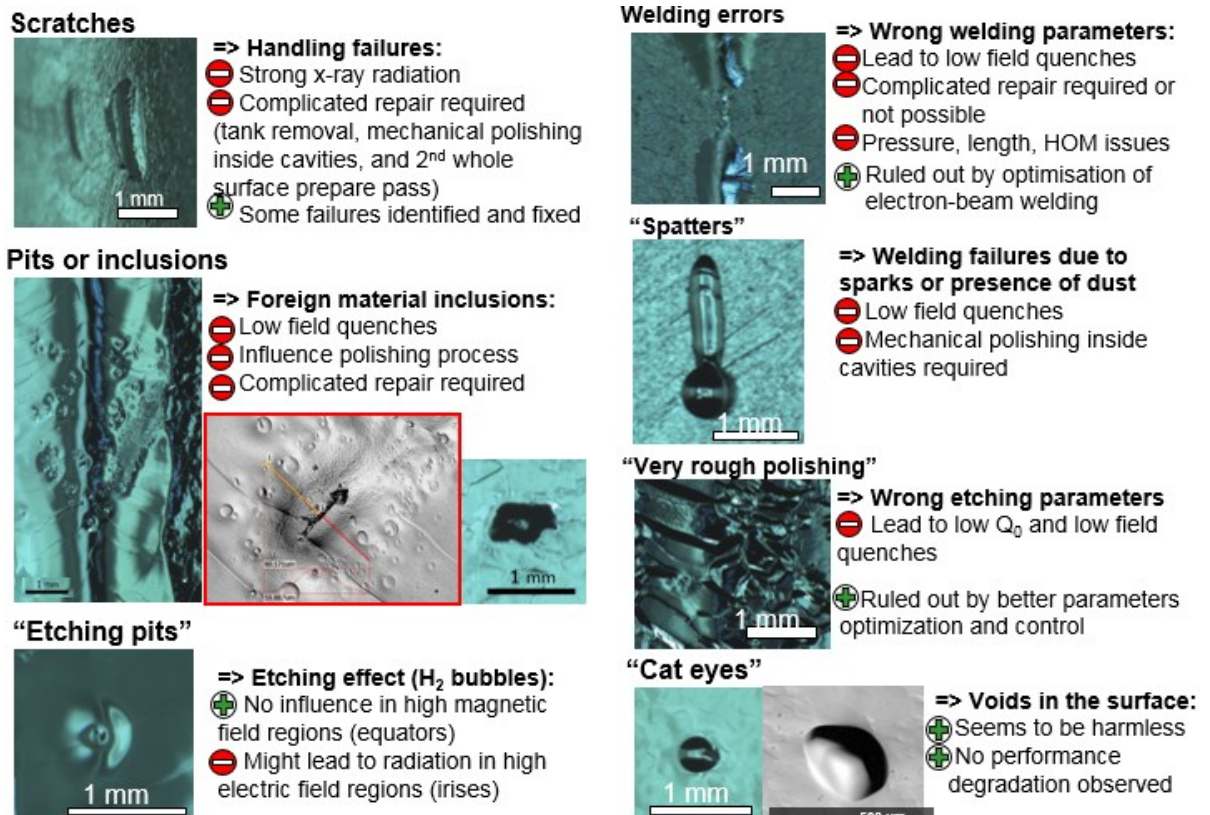 Scratches
=> Handling failures:
Strong x-ray radiation
Complicated repair required
(tank removal, mechanical polishing
inside cavities, and 2nd whole
surface prepare pass)
Some failures identified and fixed
1 mm
Pits or inclusions
=> Foreign material inclusions:
Low field quenches
Influence polishing process
Complicated repair required
1 mm
1 mm
"Etching pits"
=> Etching effect (H₂ bubbles):
No influence in high magnetic
field regions (equators)
Might lead to radiation in high
electric field regions (irises)
1 mm
Welding errors
=> Wrong welding parameters:
Lead to low field quenches
Complicated repair required or
not possible
Pressure, length, HOM issues
Ruled out by optimisation of
electron-beam welding
1 mm
“Spatters”
=> Welding failures due to
sparks or presence of dust
Low field quenches
Mechanical polishing inside
cavities required
1 mm
“Very rough polishing”
=> Wrong etching parameters
Lead to low Q₀ and low field
quenches
Ruled out by better parameters
optimization and control
1 mm
“Cat eyes”
=> Voids in the surface:
Seems to be harmless
No performance
degradation observed
1 mm